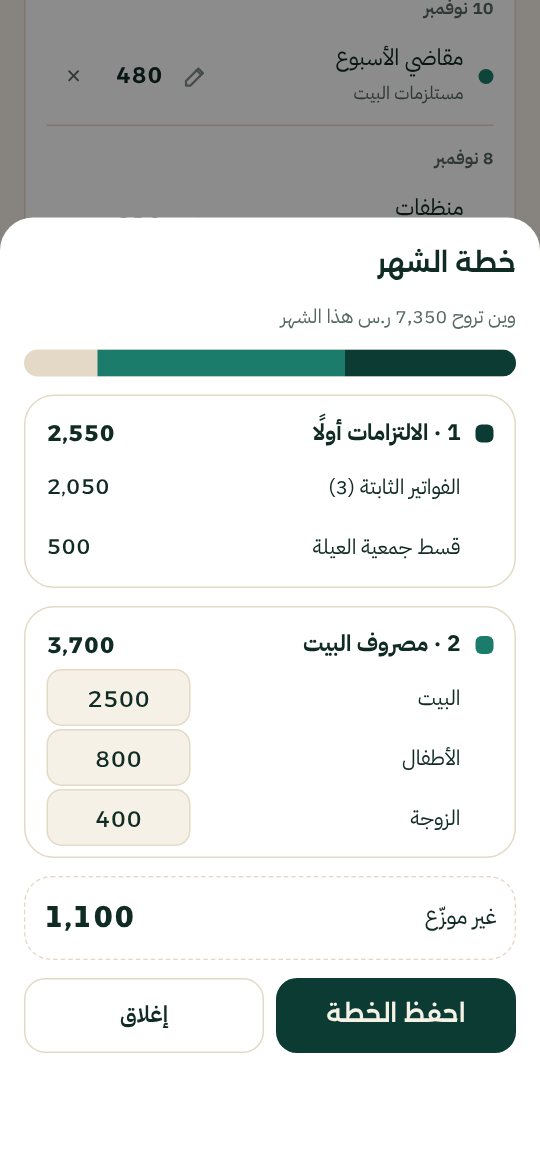 10 نوفمبر
مقاضي الأسبوع
480 ×
مستلزمات البيت
8 نوفمبر
منظفات
خطة الشهر
وين تروح 7,350 ر.س هذا الشهر
1 · الالتزامات أولًا 2,550
الفواتير الثابتة (3) 2,050
قسط جمعية العيلة 500
2 · مصروف البيت 3,700
البيت 2500
الأطفال 800
الزوجة 400
غير موزّع 1,100
احفظ الخطة
إغلاق